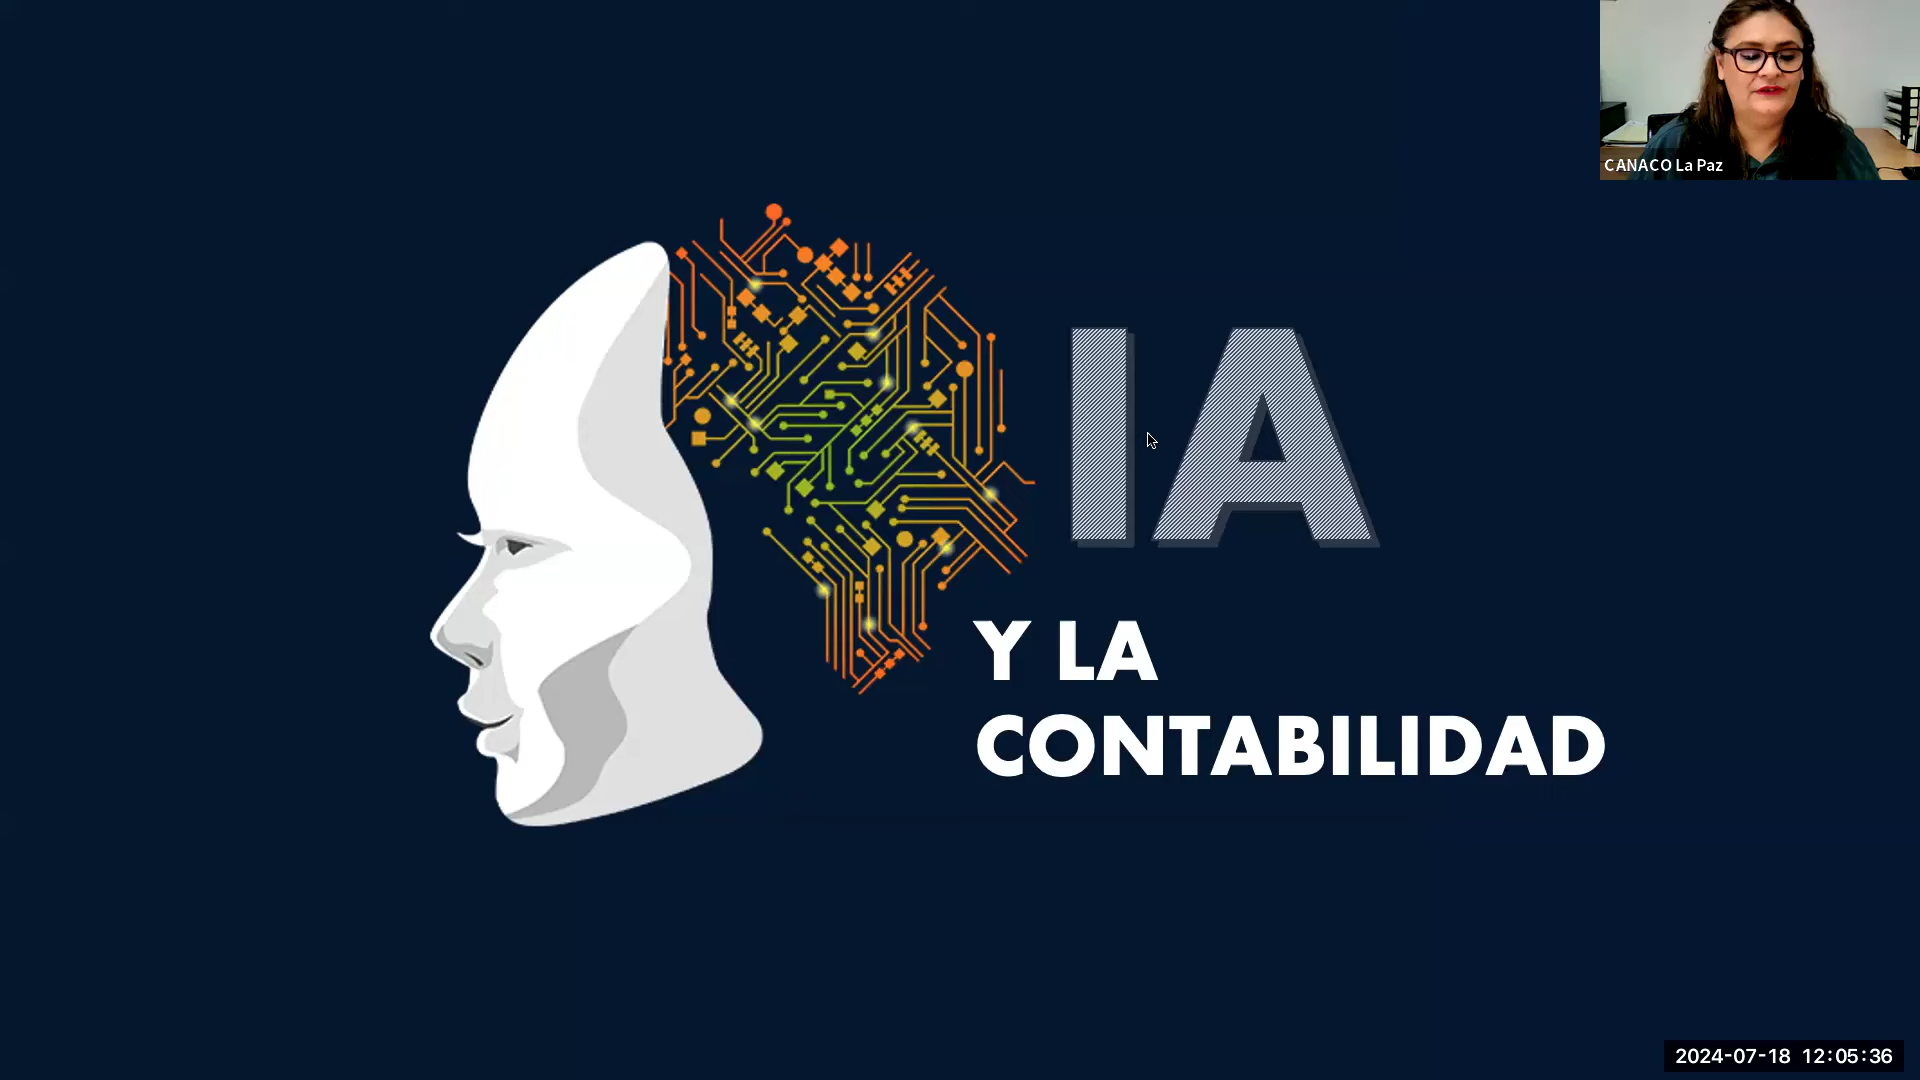 CANACO La Paz
IA
Y LA
CONTABILIDAD
2024-07-18 12:05:36